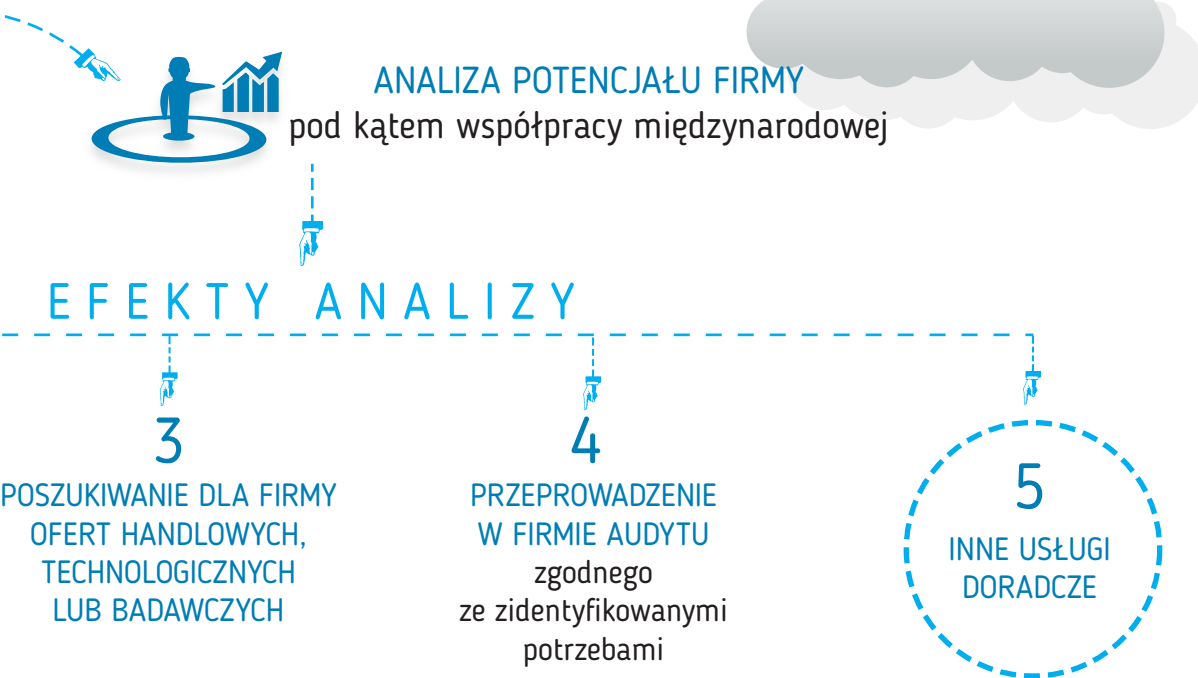 ANALIZA POTENCJAŁU FIRMY
pod kątem współpracy międzynarodowej
EFEKTY ANALIZY
3
POSZUKIWANIE DLA FIRMY
OFERT HANDLOWYCH,
TECHNOLOGICZNYCH
LUB BADAWCZYCH
4
PRZEPROWADZENIE
W FIRMIE AUDYTU
zgodnego
ze zidentyfikowanymi
potrzebami
5
INNE USŁUGI
DORADCZE